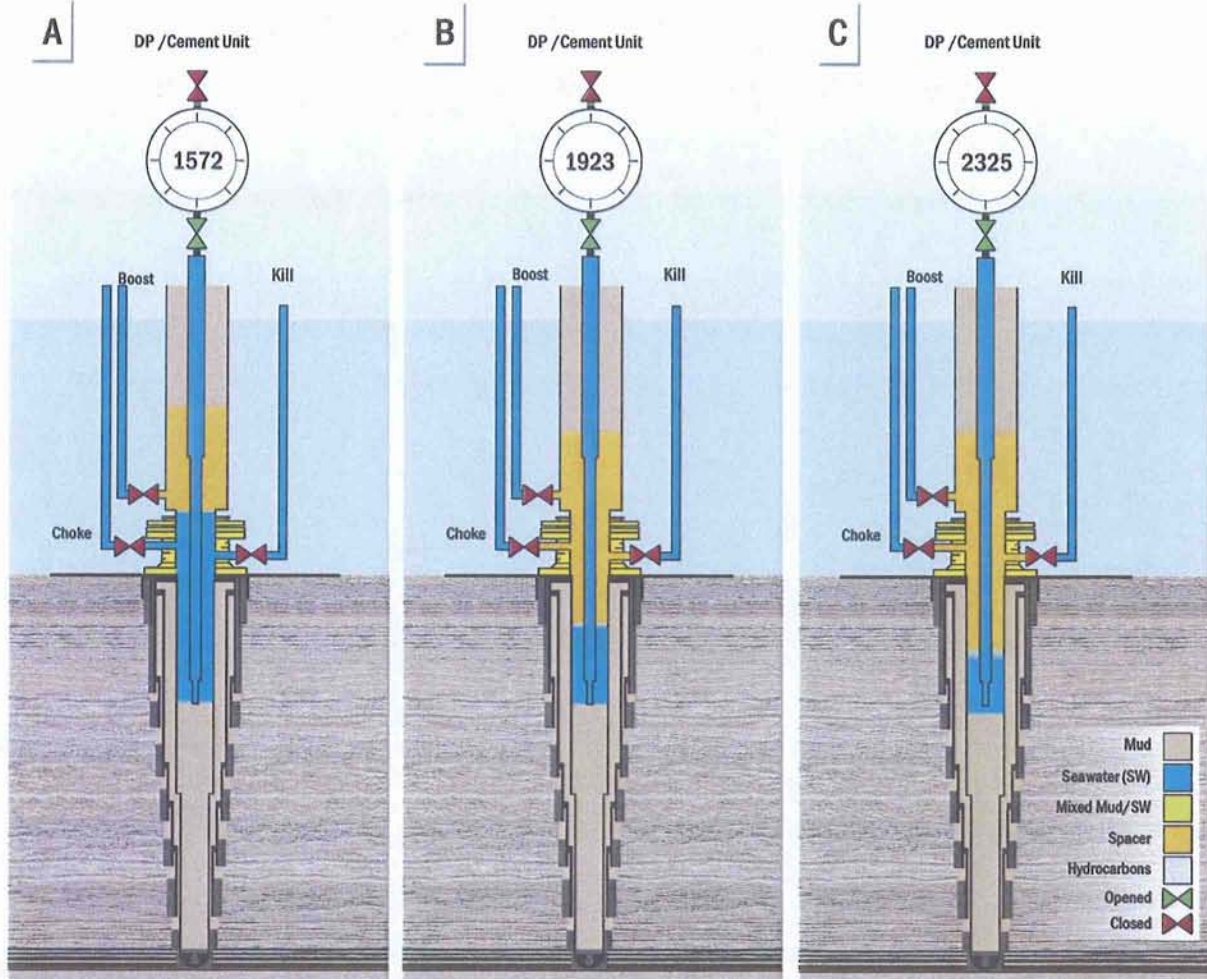 A
DP /Cement Unit
1572
Boost
Kill
Choke
B
DP /Cement Unit
1923
Boost
Kill
Choke
C
DP /Cement Unit
2325
Boost
Kill
Choke
Mud
Seawater (SW)
Mixed Mud/SW
Spacer
Hydrocarbons
Opened
Closed